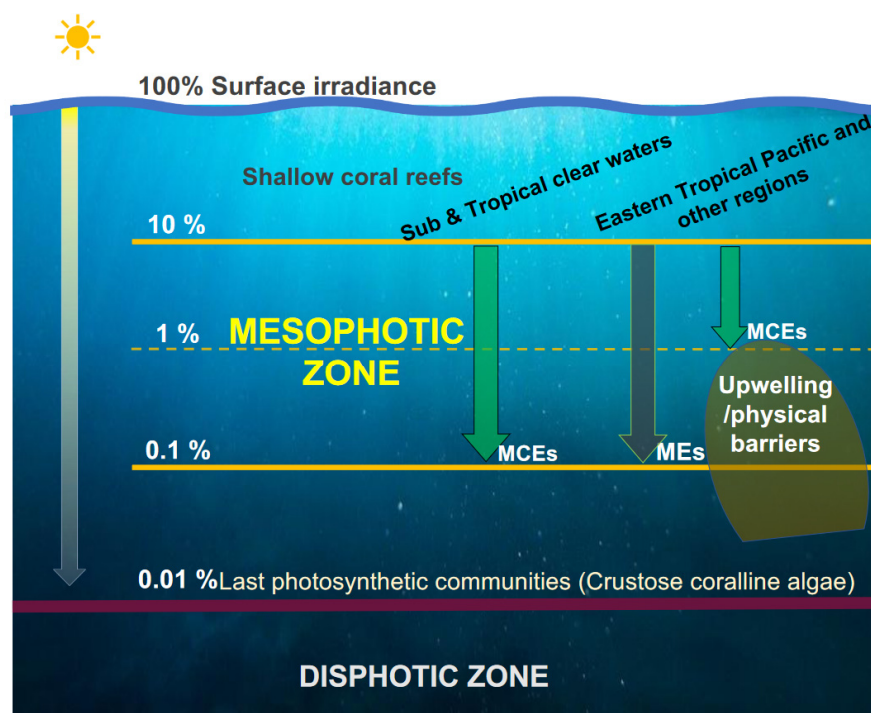 100% Surface irradiance
Shallow coral reefs
Sub & Tropical clear waters
Eastern Tropical Pacific and
other regions
10 %
1 %
MESOPHOTIC
ZONE
MCEs
Upwelling
/physical
barriers
0.1 %
MCEs
MEs
0.01 %Last photosynthetic communities (Crustose coralline algae)
DISPHOTIC ZONE